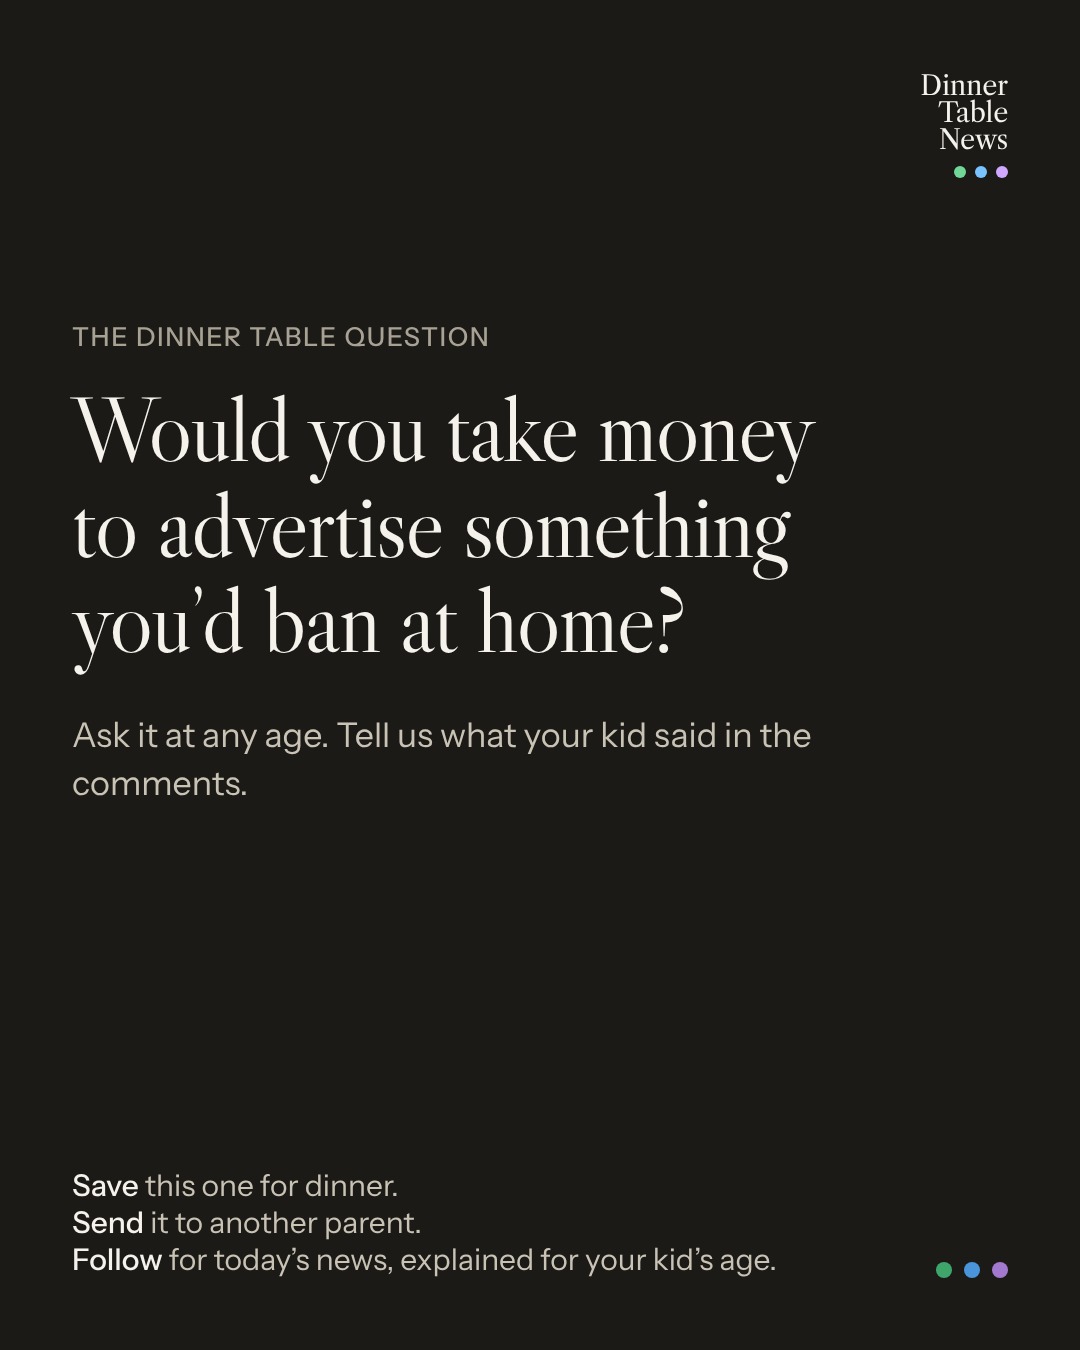 Dinner
Table
News
THE DINNER TABLE QUESTION
Would you take money
to advertise something
you’d ban at home?
Ask it at any age. Tell us what your kid said in the
comments.
Save this one for dinner.
Send it to another parent.
Follow for today’s news, explained for your kid’s age.